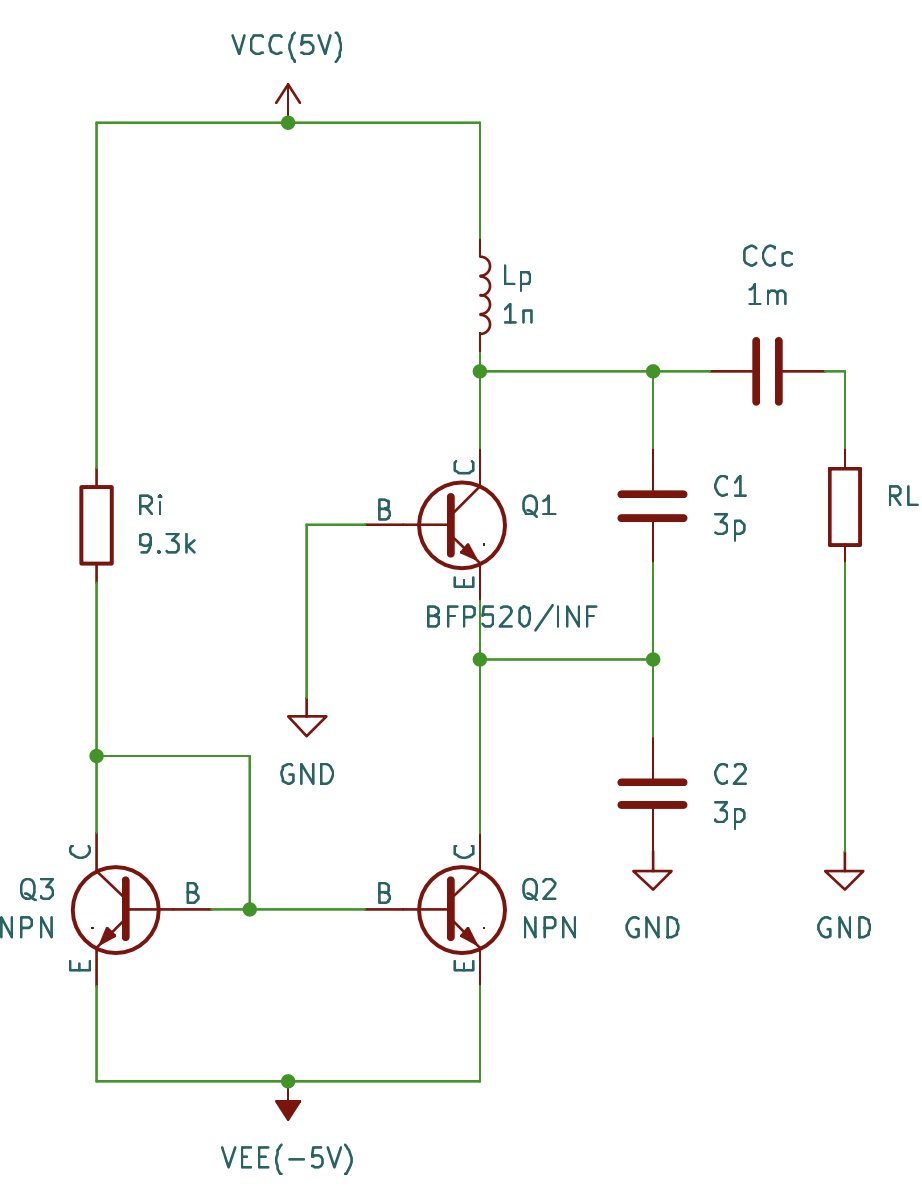 VCC(5V)
Lp
1n
CCc
1m
C
B
Q1
E
BFP520/INF
Ri
9.3k
C1
3p
RL
GND
C2
3p
C
Q3
B
NPN
E
C
B
Q2
NPN
E
GND
GND
VEE(-5V)